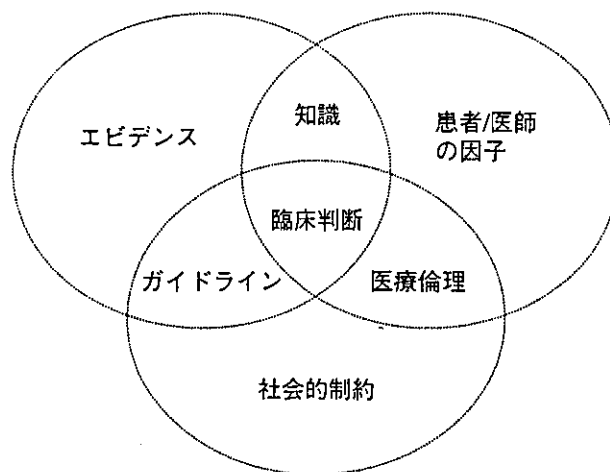 知識
エビデンス
患者/医師
の因子
臨床判断
ガイドライン
医療倫理
社会的制約